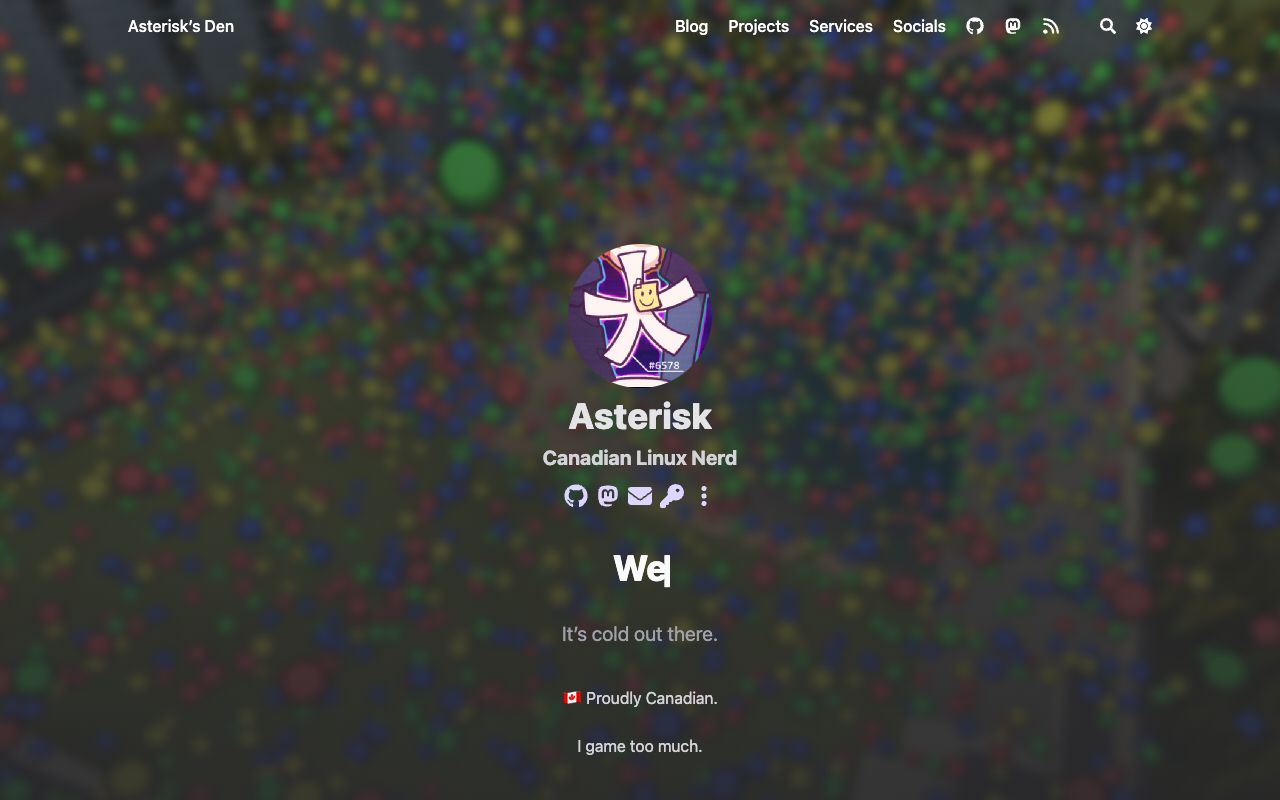 Asterisk’s Den
Blog Projects Services Socials
#6578
Asterisk
Canadian Linux Nerd
We
It’s cold out there.
🇨🇦 Proudly Canadian.
I game too much.